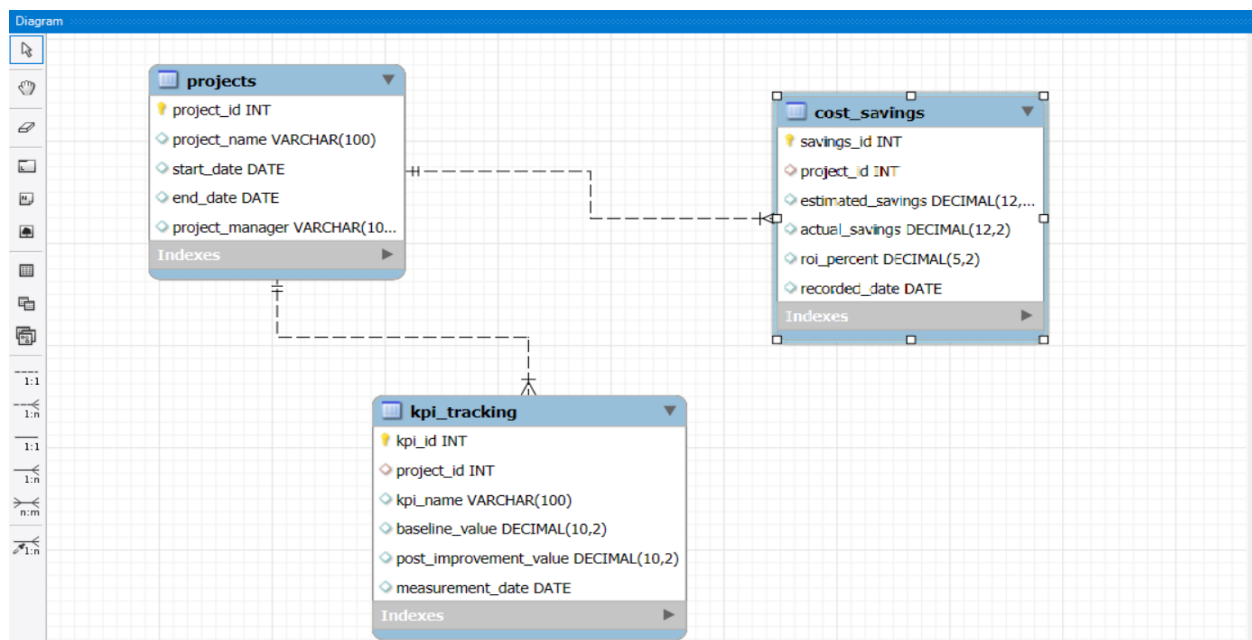 Diagram
projects
project_id INT
project_name VARCHAR(100)
start_date DATE
end_date DATE
project_manager VARCHAR(10...
Indexes
cost_savings
savings_id INT
project_id INT
estimated_savings DECIMAL(12,...
actual_savings DECIMAL(12,2)
roi_percent DECIMAL(5,2)
recorded_date DATE
Indexes
kpi_tracking
kpi_id INT
project_id INT
kpi_name VARCHAR(100)
baseline_value DECIMAL(10,2)
post_improvement_value DECIMAL(10,2)
measurement_date DATE
Indexes
1:1
1:n
1:1
1:n
n:m
1:n